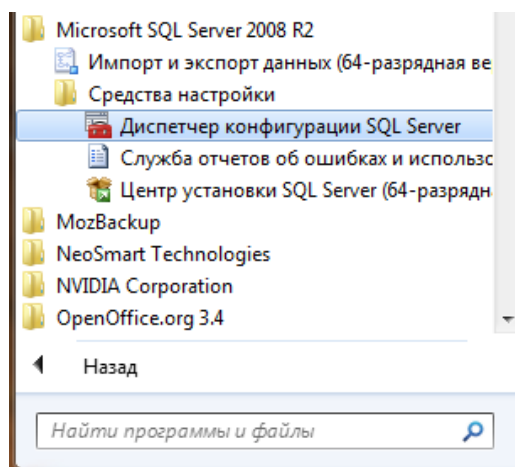 Microsoft SQL Server 2008 R2
Импорт и экспорт данных (64-разрядная ве
Средства настройки
Диспетчер конфигурации SQL Server
Служба отчетов об ошибках и использо
Центр установки SQL Server (64-разрядн
MozBackup
NeoSmart Technologies
NVIDIA Corporation
OpenOffice.org 3.4
Назад
Найти программы и файлы